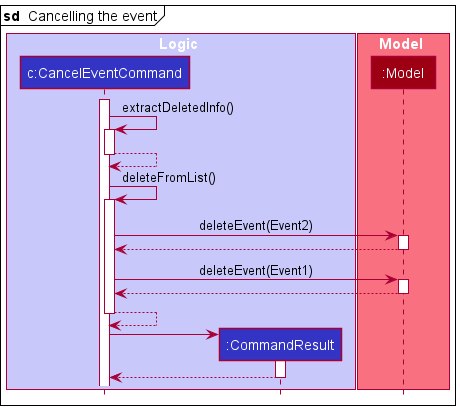 sd Cancelling the event
Logic
Model
c:CancelEventCommand
:Model
extractDeletedInfo()
deleteFromList()
deleteEvent(Event2)
deleteEvent(Event1)
:CommandResult